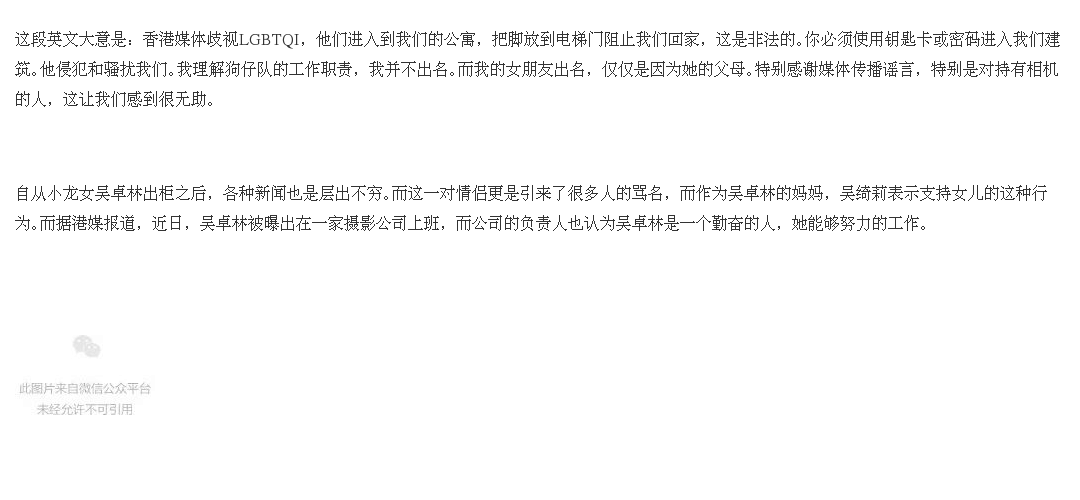 这段英文大意是：香港媒体歧视LGBTQI，他们进入到我们的公寓，把脚放到电梯门阻止我们回家，这是非法的。你必须使用钥匙卡或密码进入我们建
筑。他侵犯和骚扰我们。我理解狗仔队的工作职责，我并不出名。而我的女朋友出名，仅仅是因为她的父母。特别感谢媒体传播谣言，特别是对持有相机
的人，这让我们感到很无助。
自从小龙女吴卓林出柜之后，各种新闻也是层出不穷。而这一对情侣更是引来了很多人的骂名，而作为吴卓林的妈妈，吴绮莉表示支持女儿的这种行
为。而据港媒报道，近日，吴卓林被曝出在一家摄影公司上班，而公司的负责人也认为吴卓林是一个勤奋的人，她能够努力的工作。
此图片来自微信公众平台
未经允许不可引用